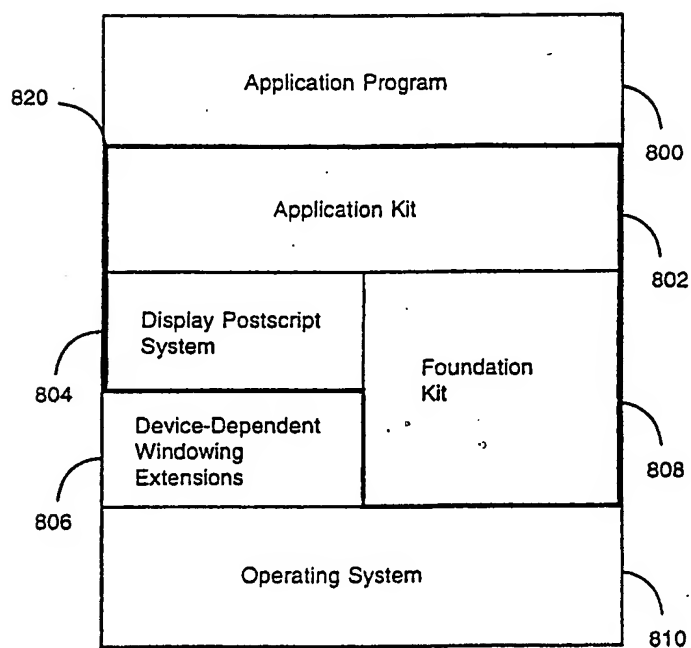 Application Program
820
800
Application Kit
802
Display Postscript
System
Foundation
Kit
804
Device-Dependent
Windowing
Extensions
808
806
Operating System
810